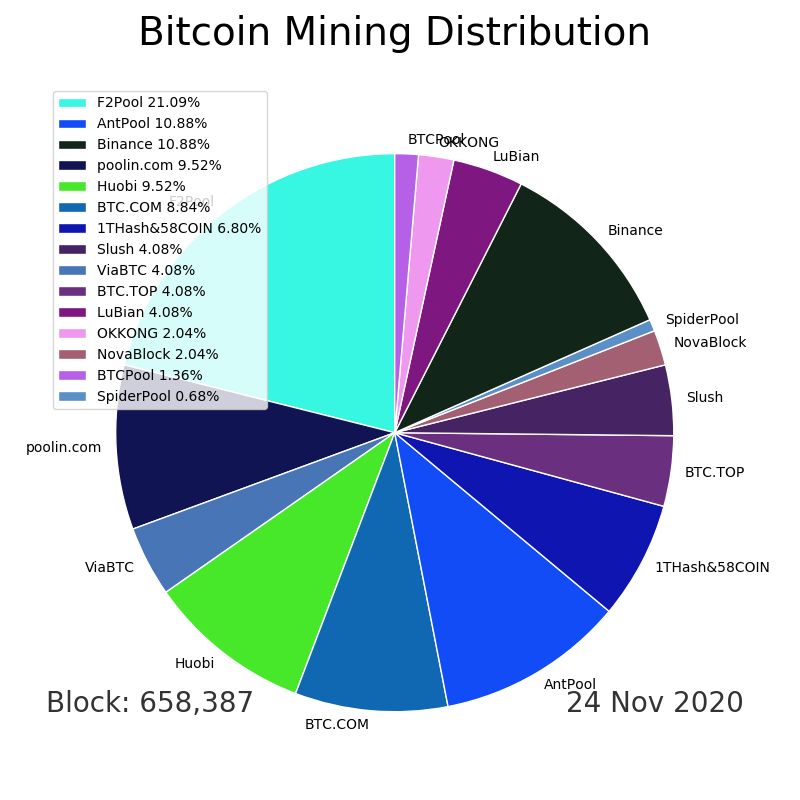 Bitcoin Mining Distribution
F2Pool 21.09%
AntPool 10.88%
Binance 10.88%
poolin.com 9.52%
Huobi 9.52%
BTC.COM 8.84%
1THash&58COIN 6.80%
Slush 4.08%
ViaBTC 4.08%
BTC.TOP 4.08%
LuBian 4.08%
OKKONG 2.04%
NovaBlock 2.04%
BTCPool 1.36%
SpiderPool 0.68%
BTCPool
OKKONG
LuBian
F2Pool
Binance
SpiderPool
NovaBlock
Slush
poolin.com
BTC.TOP
ViaBTC
1THash&58COIN
Huobi
AntPool
BTC.COM
Block: 658,387
24 Nov 2020